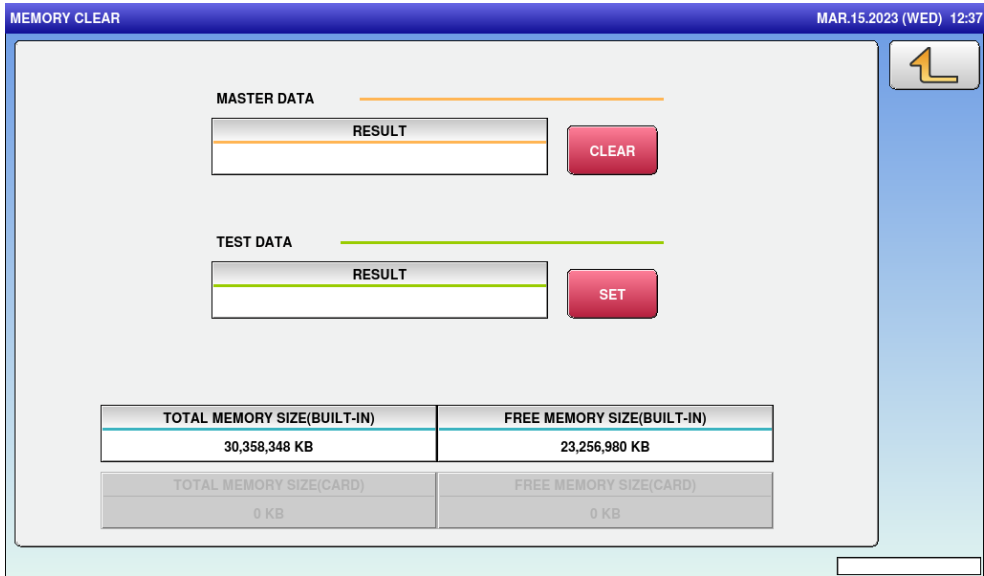 MEMORY CLEAR MAR.15.2023 (WED) 12:37
MASTER DATA
RESULT
CLEAR
TEST DATA
RESULT
SET
TOTAL MEMORY SIZE(BUILT-IN) FREE MEMORY SIZE(BUILT-IN)
30,358,348 KB 23,256,980 KB
TOTAL MEMORY SIZE(CARD) FREE MEMORY SIZE(CARD)
0 KB 0 KB